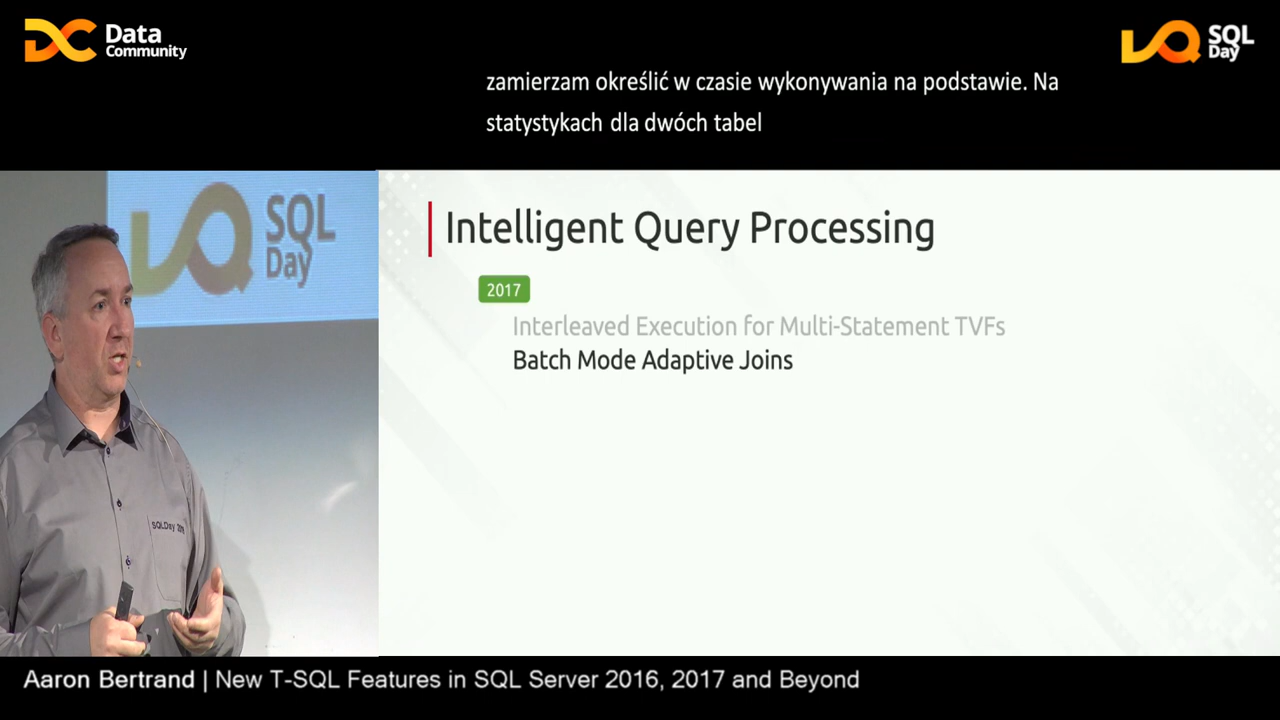 Data
Community
SQL
Day
zamierzam określić w czasie wykonywania na podstawie. Na
statystykach dla dwóch tabel
SQL
Day
Intelligent Query Processing
2017
Interleaved Execution for Multi-Statement TVFs
Batch Mode Adaptive Joins
SQLDay
Aaron Bertrand | New T-SQL Features in SQL Server 2016, 2017 and Beyond